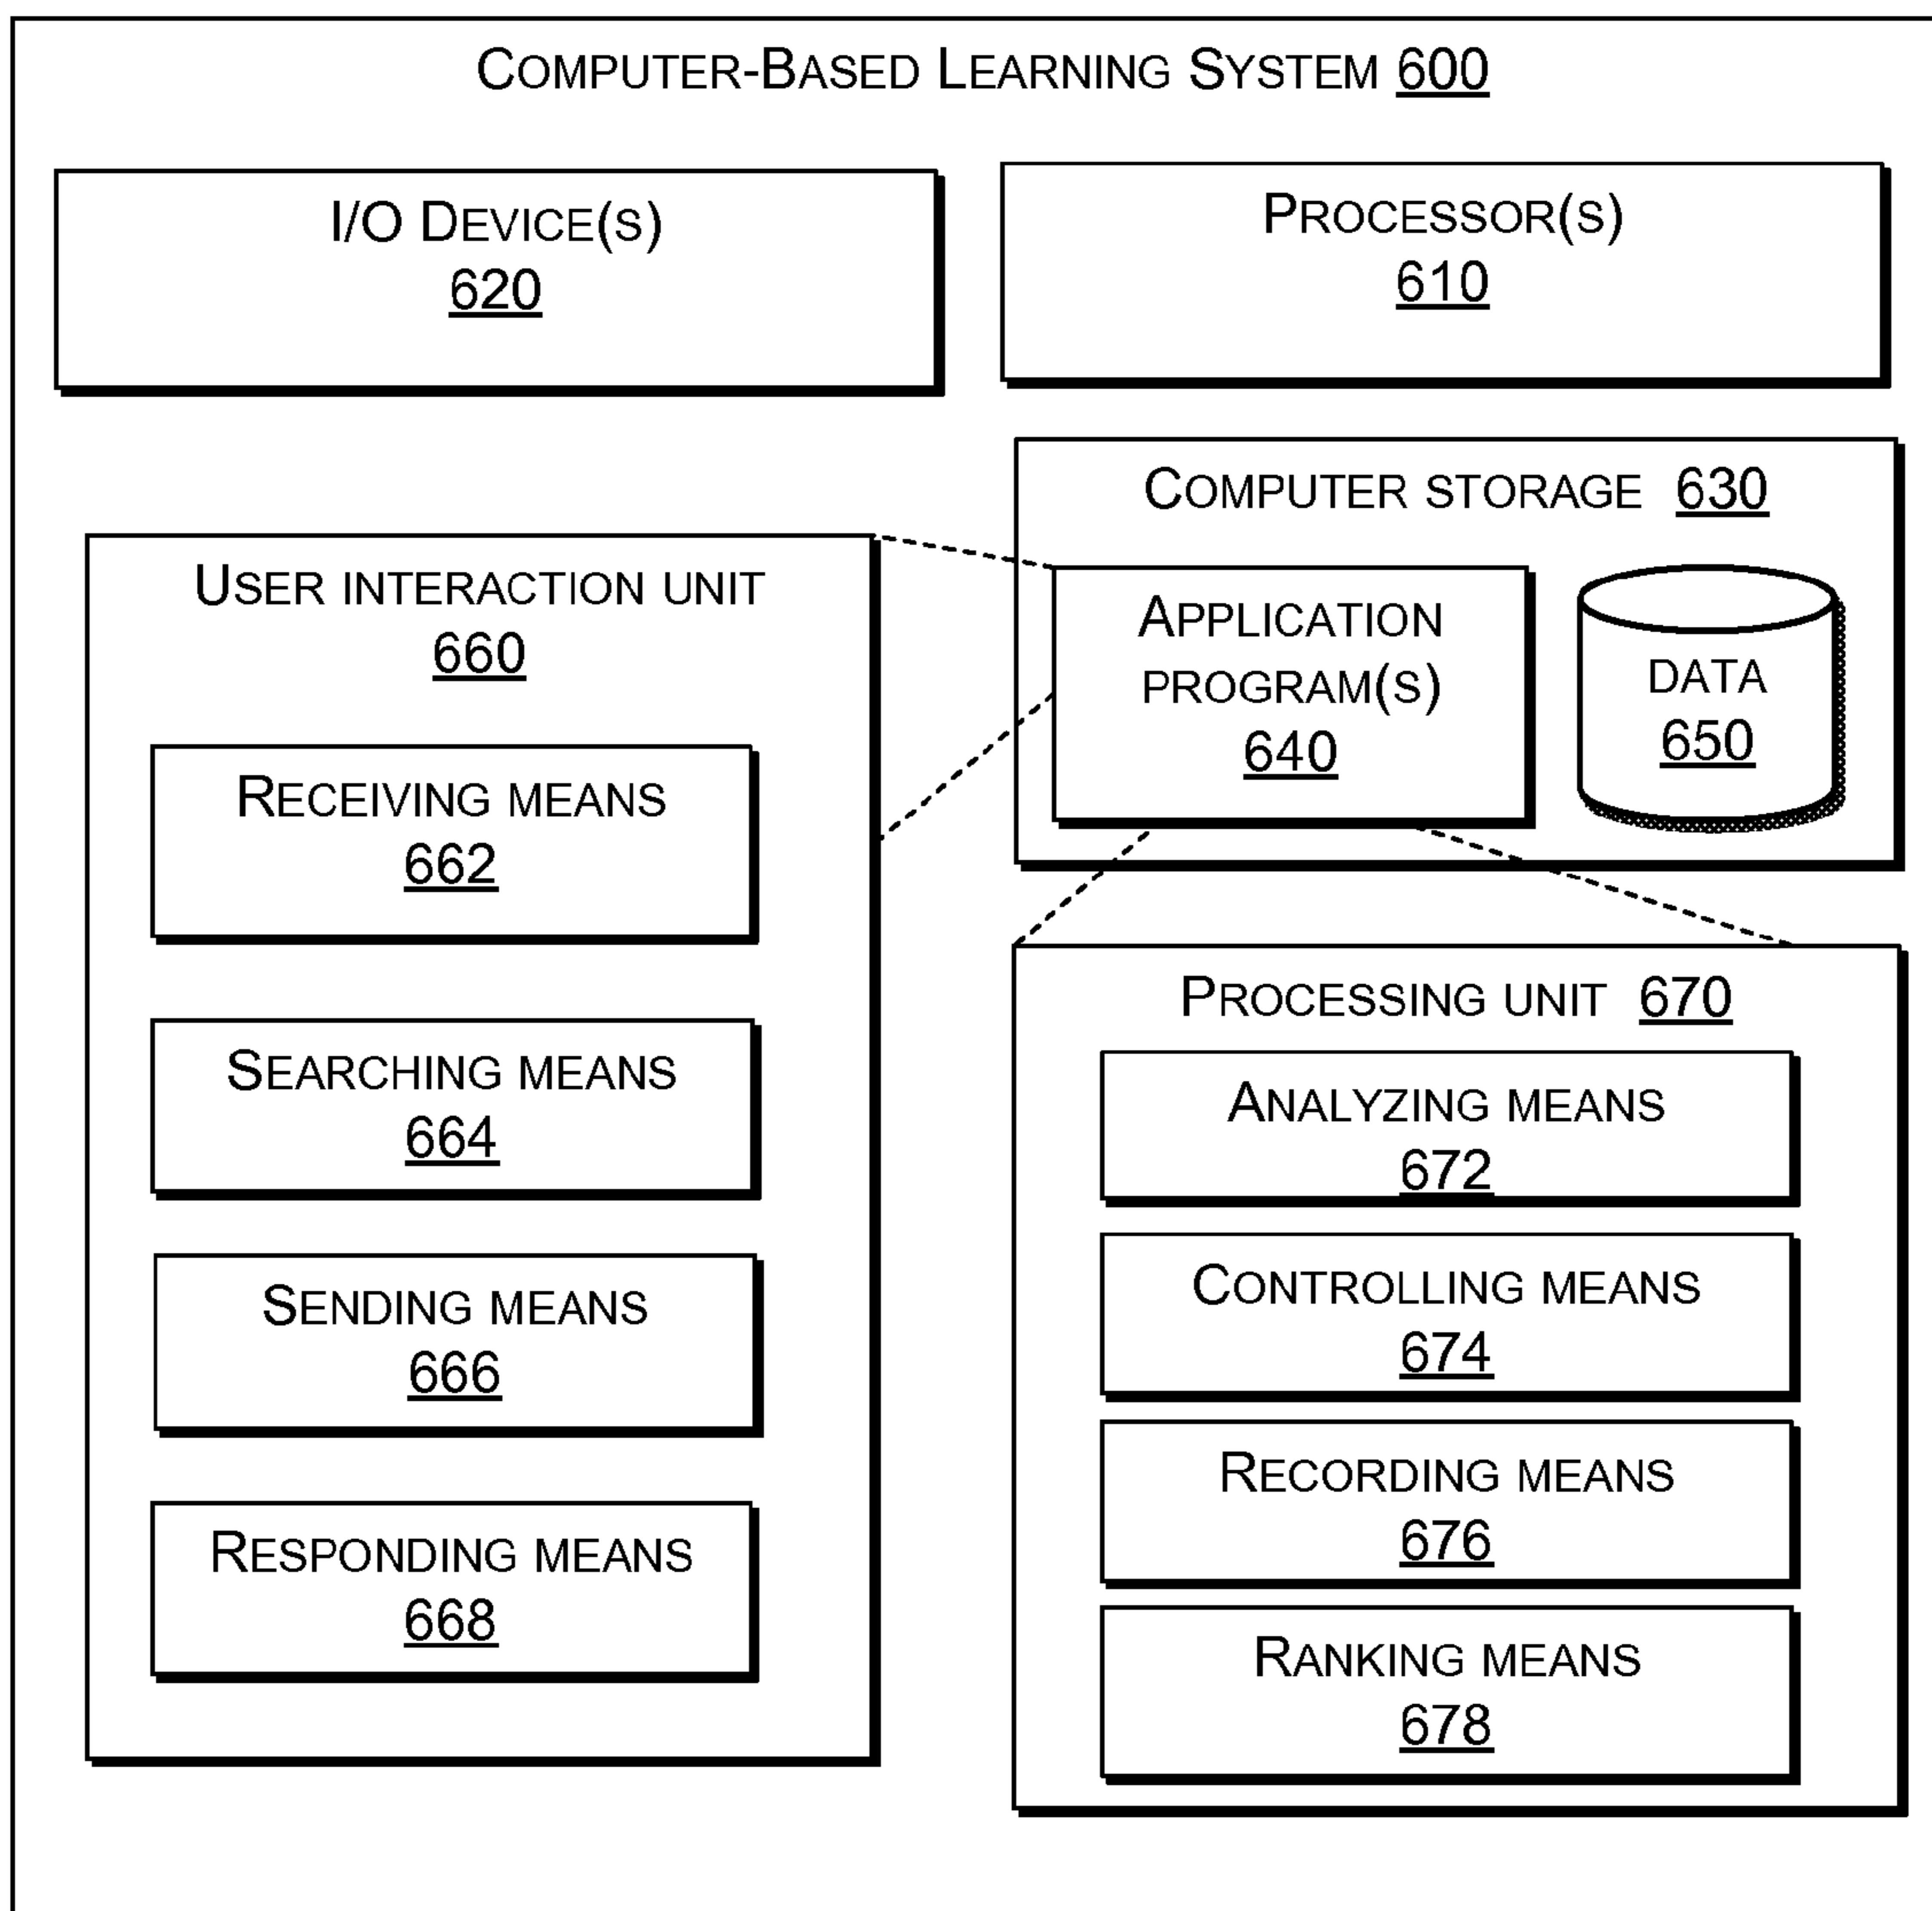 COMPUTER-BASED LEARNING SYSTEM 600
I/O DEVICE(S)
620
PROCESSOR(S)
610
COMPUTER STORAGE 630
APPLICATION
PROGRAM(S)
640
DATA
650
USER INTERACTION UNIT
660
RECEIVING MEANS
662
SEARCHING MEANS
664
SENDING MEANS
666
RESPONDING MEANS
668
PROCESSING UNIT 670
ANALYZING MEANS
672
CONTROLLING MEANS
674
RECORDING MEANS
676
RANKING MEANS
678